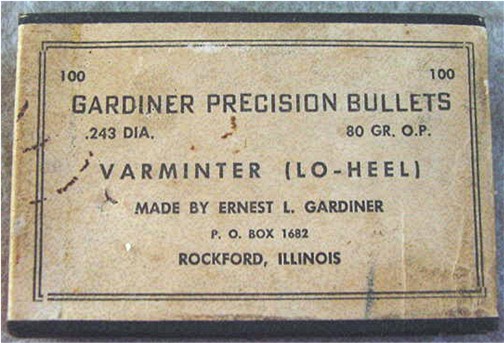 100 100
GARDINER PRECISION BULLETS
.243 DIA. 80 GR. O.P.
VARMINTER (LO-HEEL)
MADE BY ERNEST L. GARDINER
P. O. BOX 1682
ROCKFORD, ILLINOIS